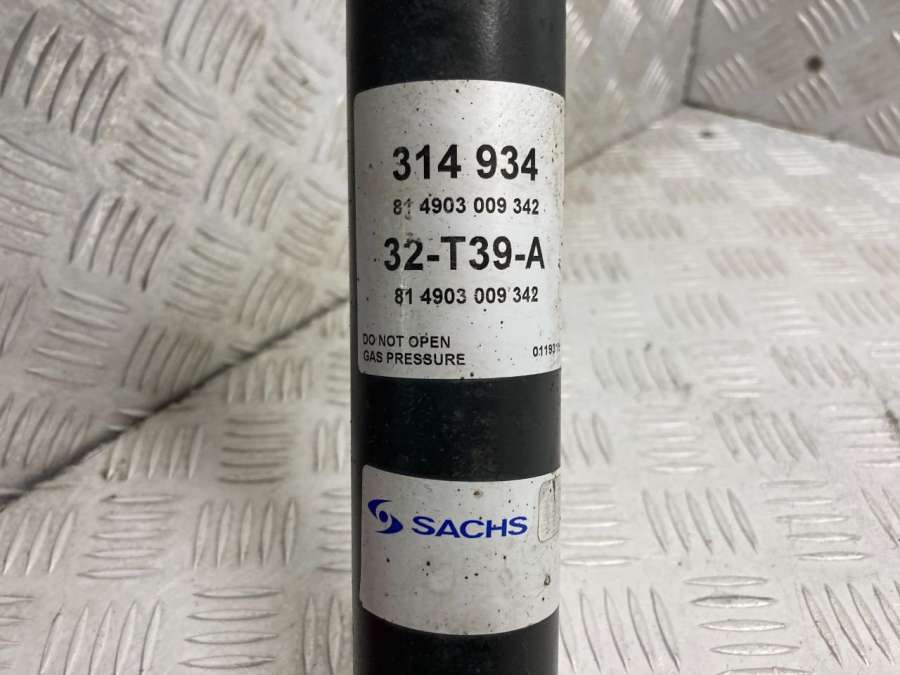 314 934
81 4903 009 342
32-T39-A
81 4903 009 342
DO NOT OPEN
GAS PRESSURE
SACHS